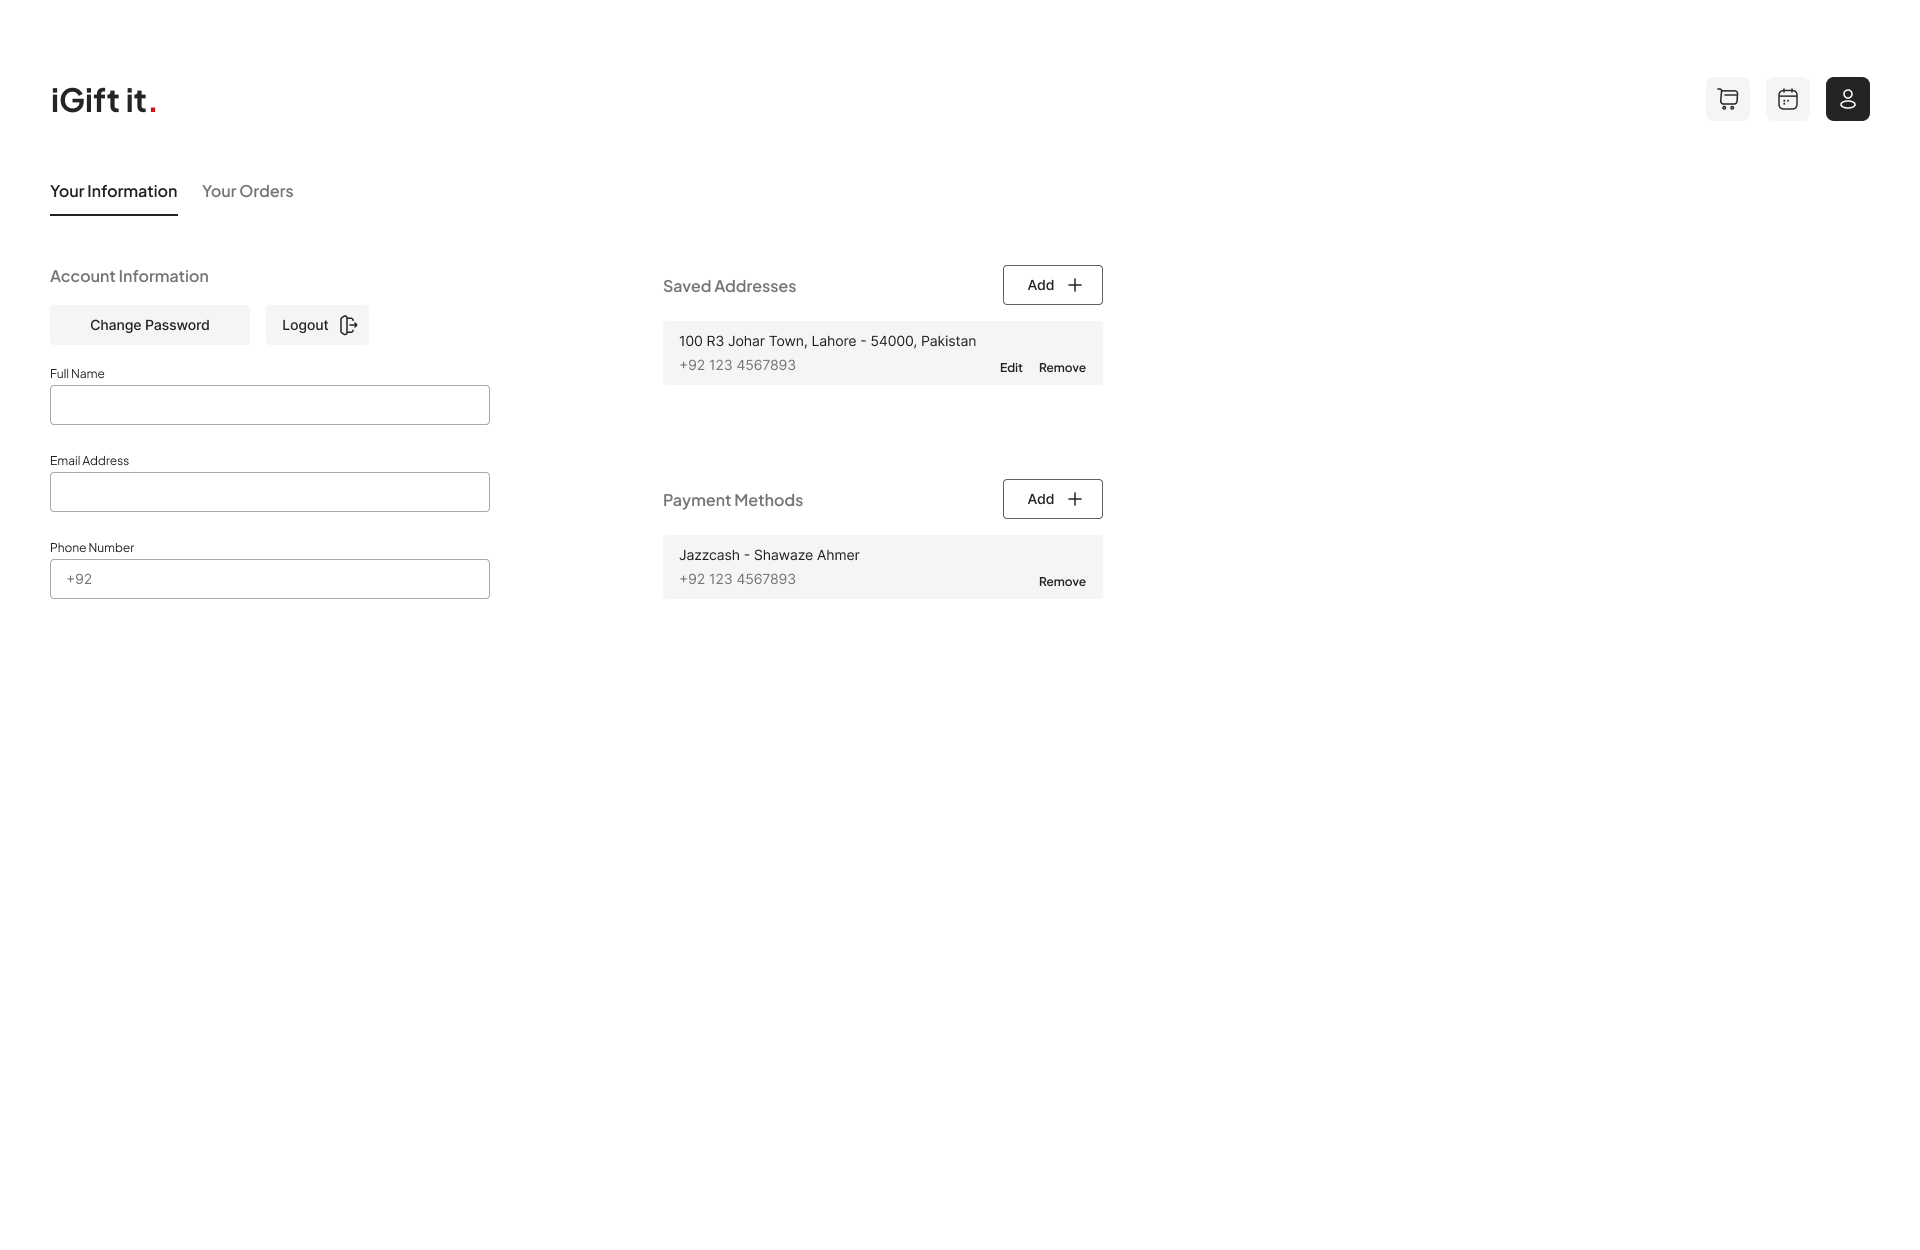 iGift it.
Your Information
Your Orders
Account Information
Change Password
Logout
Full Name
Email Address
Phone Number
+92
Saved Addresses
Add
100 R3 Johar Town, Lahore - 54000, Pakistan
+92 123 4567893
Edit
Remove
Payment Methods
Add
Jazzcash - Shawaze Ahmer
+92 123 4567893
Remove